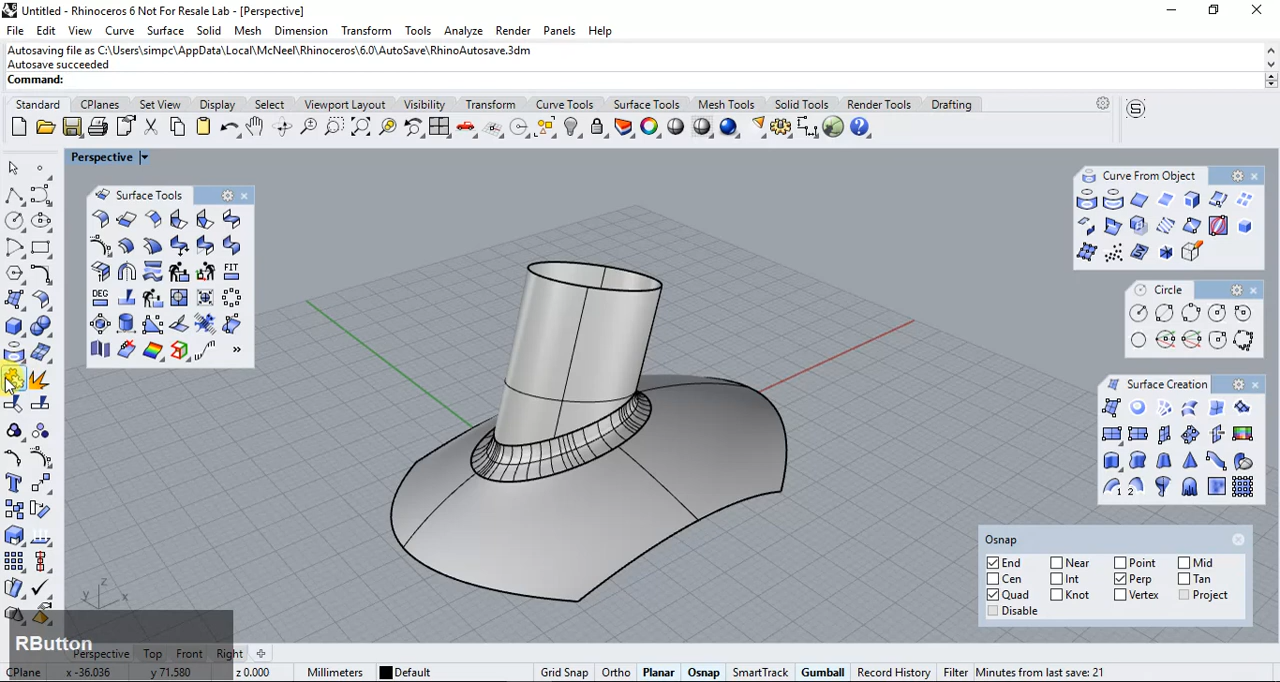 Untitled - Rhinoceros 6 Not For Resale Lab - [Perspective]
File Edit View Curve Surface Solid Mesh Dimension Transform Tools Analyze Render Panels Help
Autosaving file as C:\Users\simpc\AppData\Local\McNeel\Rhinoceros\6.0\AutoSave\RhinoAutosave.3dm
Autosave succeeded
Command:
Standard CPlanes Set View Display Select Viewport Layout Visibility Transform Curve Tools Surface Tools Mesh Tools Solid Tools Render Tools Drafting
Perspective
Surface Tools
FIT
DEG
»
Curve From Object
Circle
Surface Creation
1 2
Osnap
End Near Point Mid
Cen Int Perp Tan
Quad Knot Vertex Project
Disable
z
x
RButton
Perspective Top Front Right
CPlane x -36.036 y 71.580 z 0.000 Millimeters Default Grid Snap Ortho Planar Osnap SmartTrack Gumball Record History Filter Minutes from last save: 21